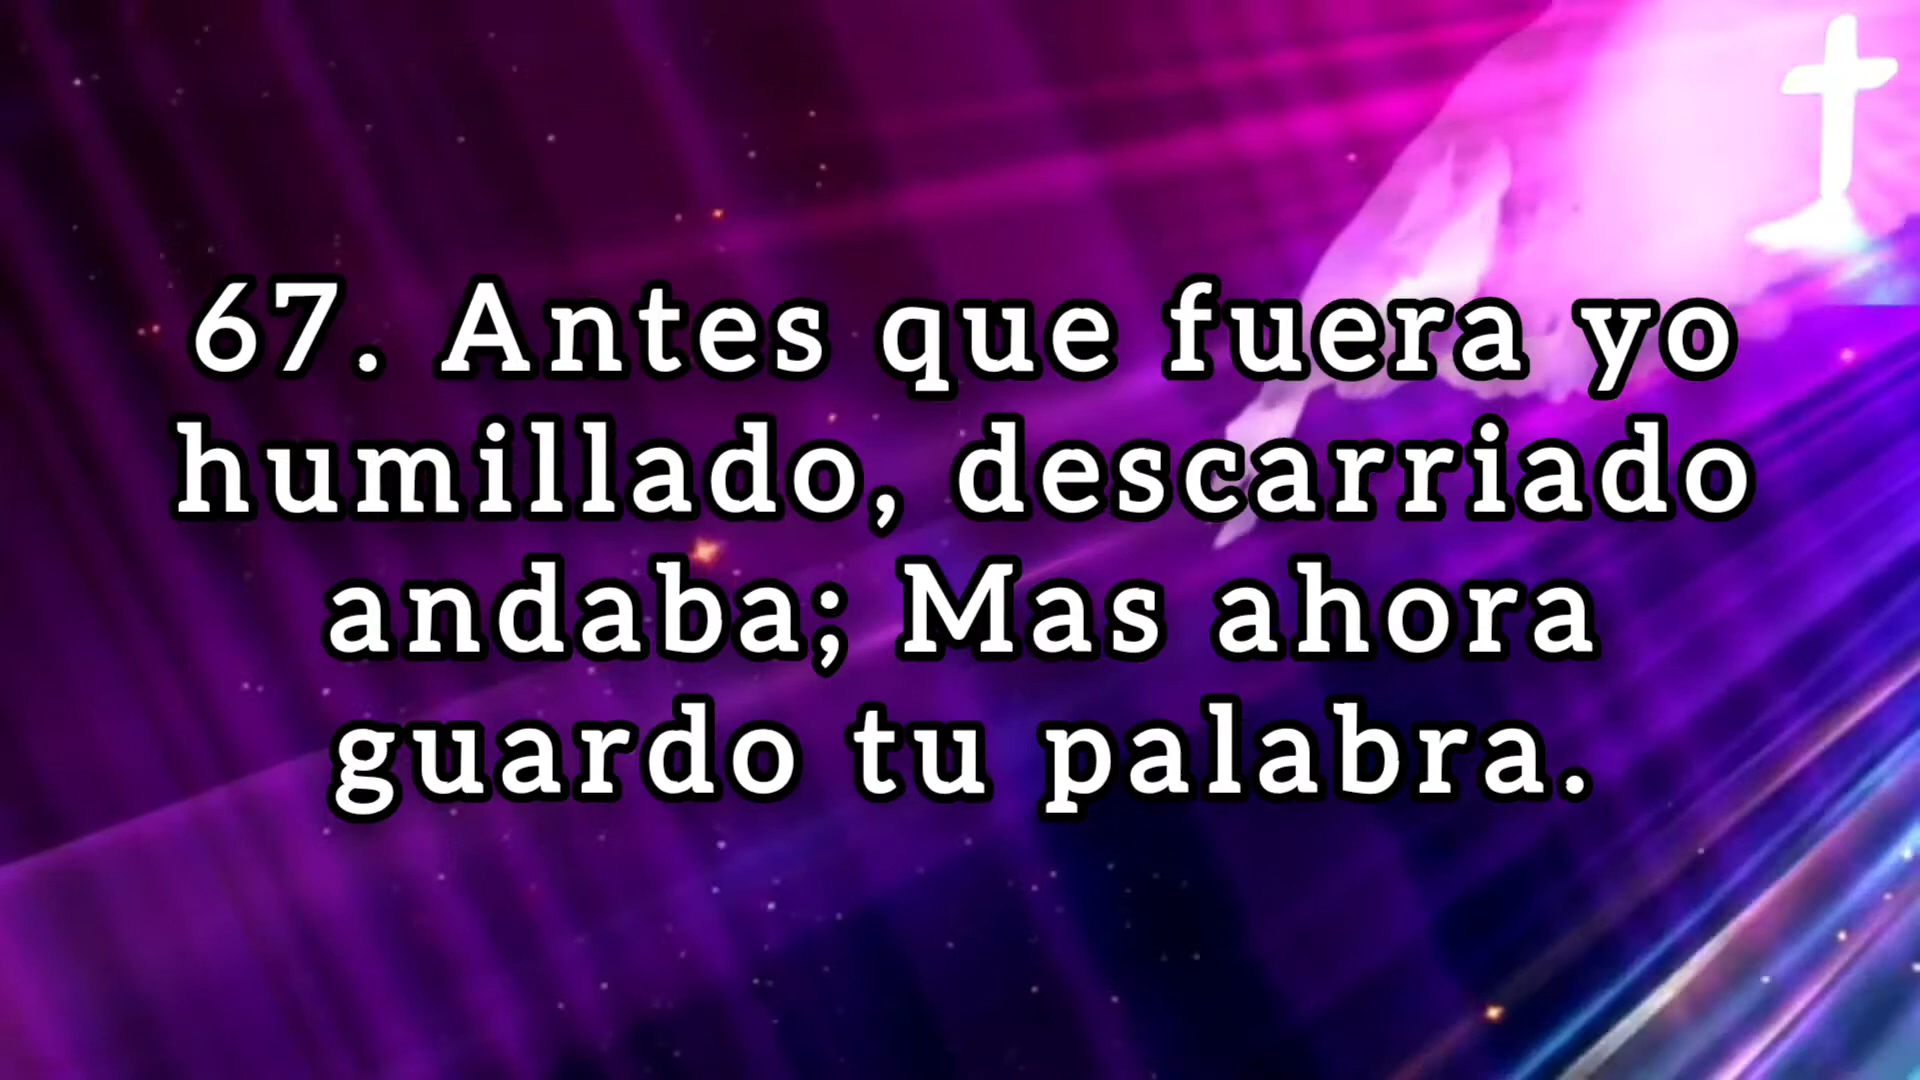 67. Antes que fuera yo
humillado, descarriado
andaba; Mas ahora
guardo tu palabra.